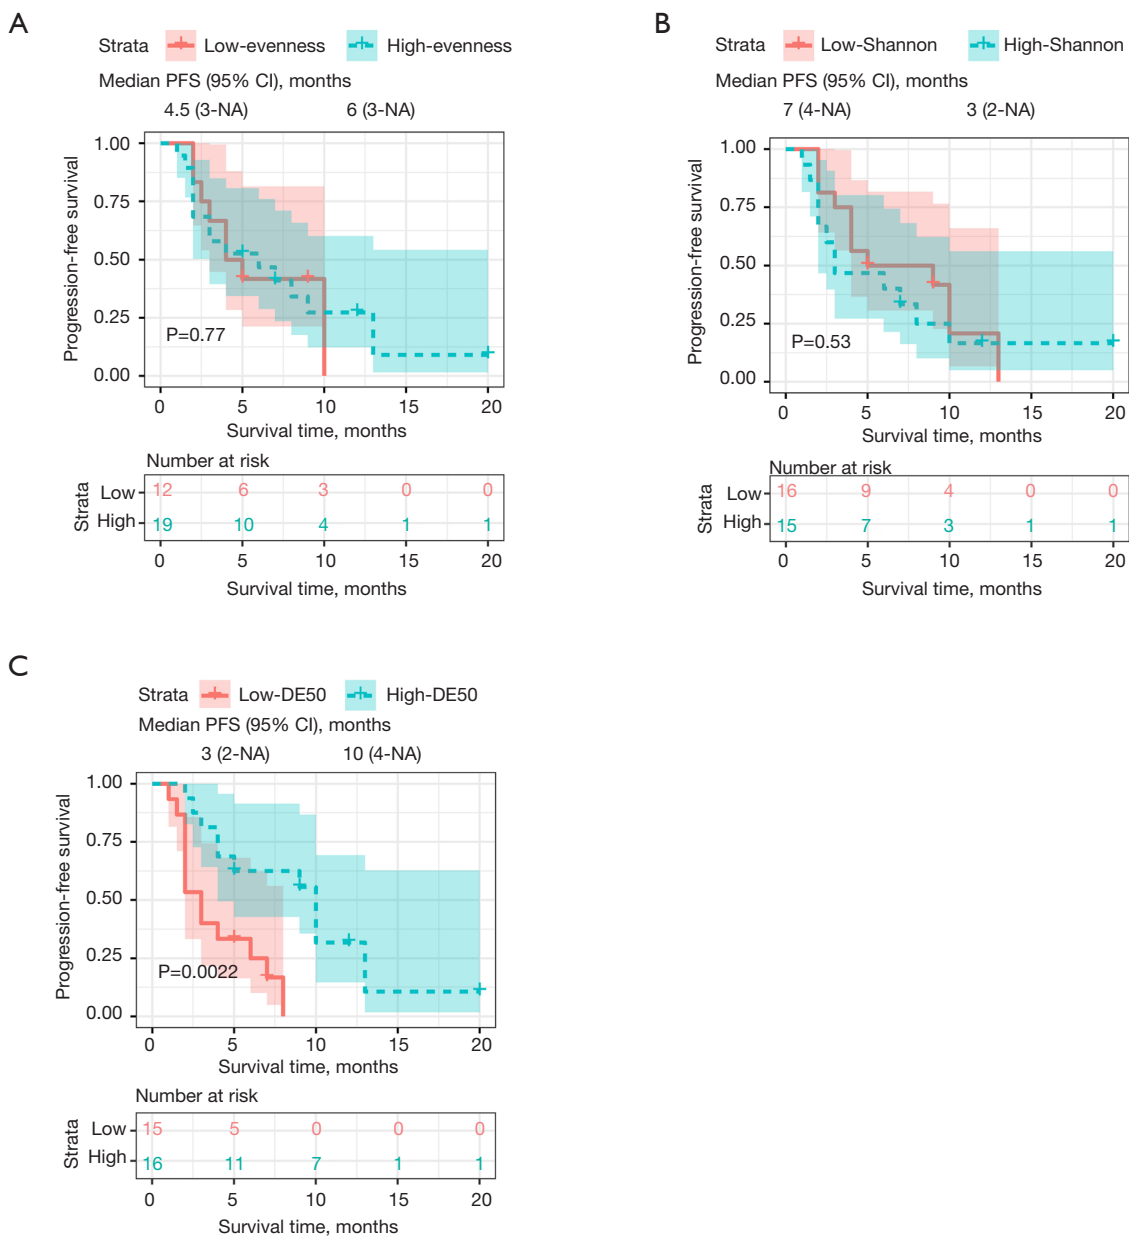 A
Strata Low-evenness High-evenness
Median PFS (95% CI), months
4.5 (3-NA) 6 (3-NA)
Progression-free survival
1.00
0.75
0.50
0.25
0.00
P=0.77
0 5 10 15 20
Survival time, months
Number at risk
Strata
Low 12 6 3 0 0
High 19 10 4 1 1
0 5 10 15 20
Survival time, months
B
Strata Low-Shannon High-Shannon
Median PFS (95% CI), months
7 (4-NA) 3 (2-NA)
Progression-free survival
1.00
0.75
0.50
0.25
0.00
P=0.53
0 5 10 15 20
Survival time, months
Number at risk
Strata
Low 16 9 4 0 0
High 15 7 3 1 1
0 5 10 15 20
Survival time, months
C
Strata Low-DE50 High-DE50
Median PFS (95% CI), months
3 (2-NA) 10 (4-NA)
Progression-free survival
1.00
0.75
0.50
0.25
0.00
P=0.0022
0 5 10 15 20
Survival time, months
Number at risk
Strata
Low 15 5 0 0 0
High 16 11 7 1 1
0 5 10 15 20
Survival time, months